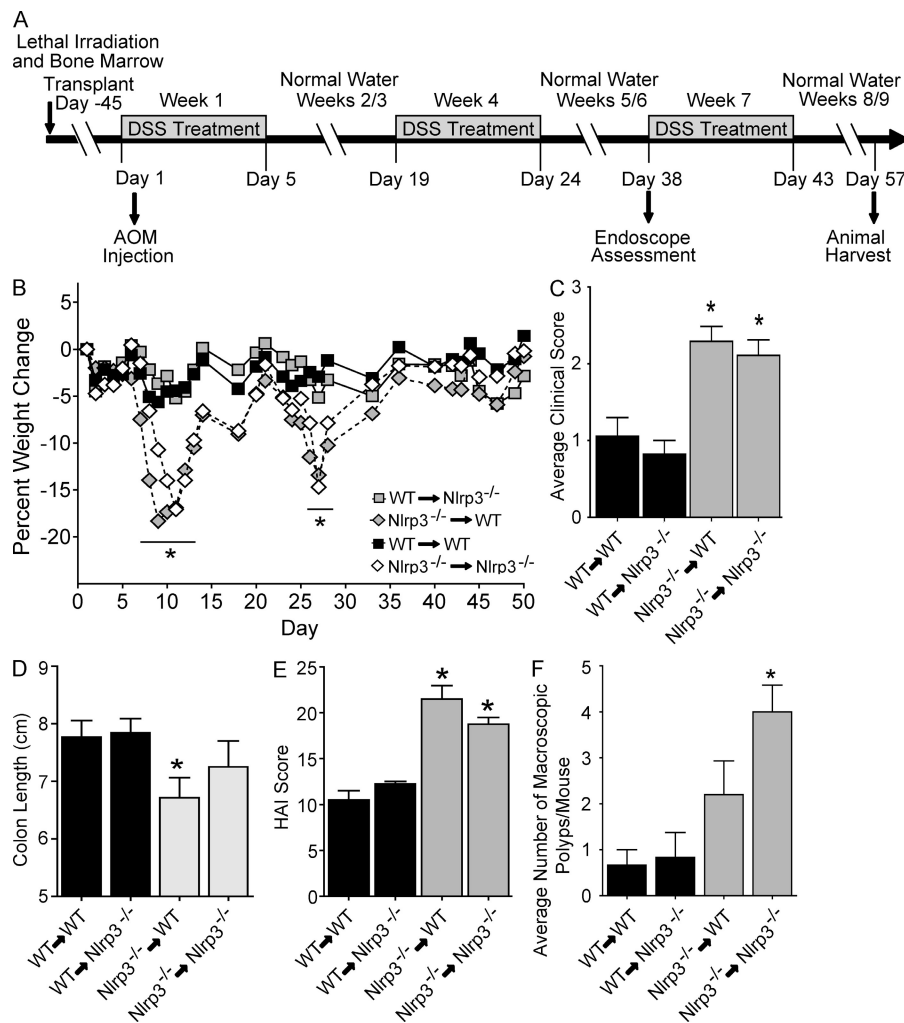 A
Lethal Irradiation
and Bone Marrow
Transplant
Day -45
Week 1
Normal Water
Weeks 2/3
Week 4
Normal Water
Weeks 5/6
Week 7
Normal Water
Weeks 8/9
DSS Treatment
DSS Treatment
DSS Treatment
Day 1
Day 5
Day 19
Day 24
Day 38
Day 43
Day 57
AOM
Injection
Endoscope
Assessment
Animal
Harvest
B
Percent Weight Change
5
0
-5
-10
-15
-20
*
*
WT → Nlrp3-/-
Nlrp3-/- → WT
WT → WT
Nlrp3-/- → Nlrp3-/-
0 5 10 15 20 25 30 35 40 45 50
Day
C
Average Clinical Score
3
2
1
0
* *
WT→WT
WT→Nlrp3-/-
Nlrp3-/-→WT
Nlrp3-/-→Nlrp3-/-
D
Colon Length (cm)
9
8
7
6
5
*
WT→WT
WT→Nlrp3-/-
Nlrp3-/-→WT
Nlrp3-/-→Nlrp3-/-
E
HAI Score
25
20
15
10
5
0
* *
WT→WT
WT→Nlrp3-/-
Nlrp3-/-→WT
Nlrp3-/-→Nlrp3-/-
F
Average Number of Macroscopic
Polyps/Mouse
5
4
3
2
1
0
*
WT→WT
WT→Nlrp3-/-
Nlrp3-/-→WT
Nlrp3-/-→Nlrp3-/-